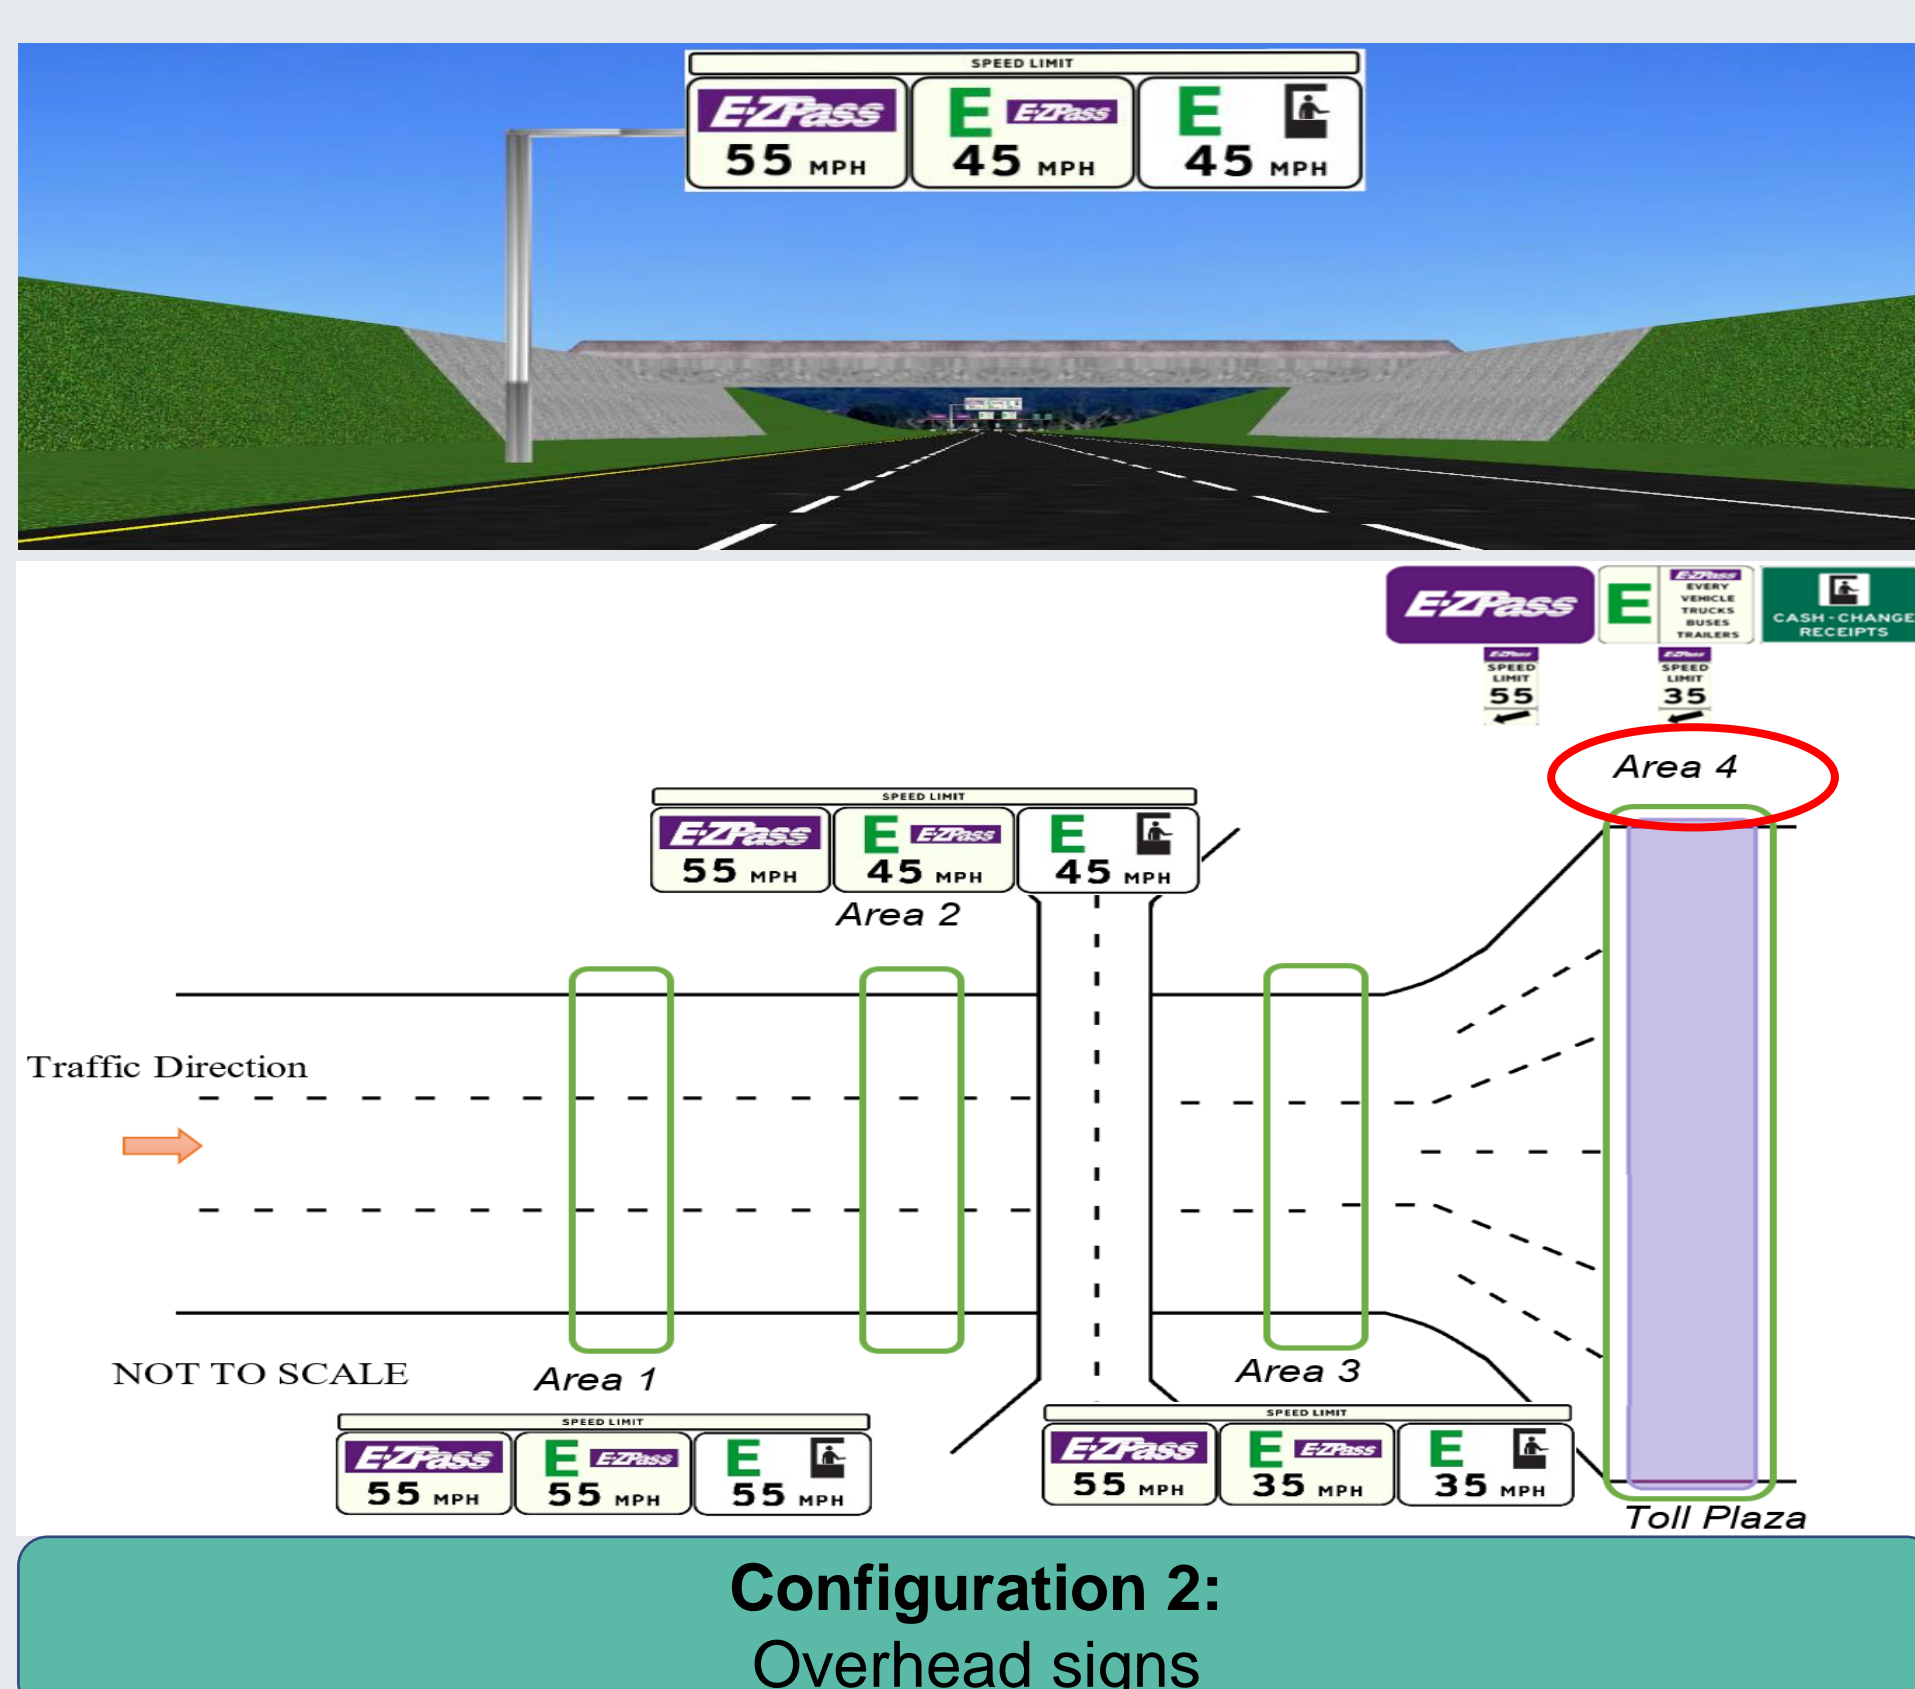 SPEED LIMIT
E-ZPass
55 MPH
E E-ZPass
45 MPH
E
45 MPH
E-ZPass
E
E-ZPass
EVERY
VEHICLE
TRUCKS
BUSES
TRAILERS
CASH - CHANGE
RECEIPTS
E-ZPass
SPEED
LIMIT
55
E-ZPass
SPEED
LIMIT
35
Area 4
SPEED LIMIT
E-ZPass
55 MPH
E E-ZPass
45 MPH
E
45 MPH
Area 2
Traffic Direction
NOT TO SCALE
Area 1
Area 3
SPEED LIMIT
E-ZPass
55 MPH
E E-ZPass
55 MPH
E
55 MPH
SPEED LIMIT
E-ZPass
55 MPH
E E-ZPass
35 MPH
E
35 MPH
Toll Plaza
Configuration 2:
Overhead signs